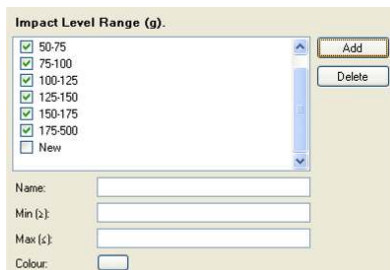 Impact Level Range (g).
50-75
75-100
100-125
125-150
150-175
175-500
New
Add
Delete
Name:
Min (≥):
Max (≤):
Colour: